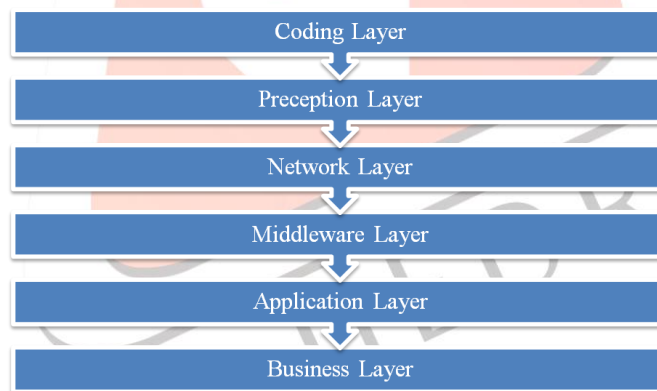 Coding Layer
Preception Layer
Network Layer
Middleware Layer
Application Layer
Business Layer